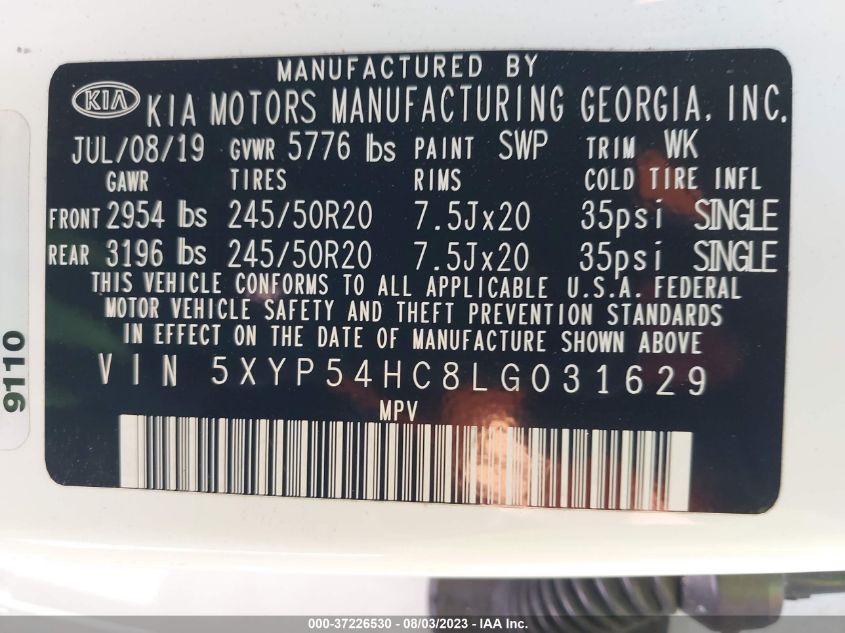 MANUFACTURED BY
KIA KIA MOTORS MANUFACTURING GEORGIA, INC.
JUL/08/19 GVWR 5776 lbs PAINT SWP TRIM WK
GAWR TIRES RIMS COLD TIRE INFL
FRONT 2954 lbs 245/50R20 7.5Jx20 35psi SINGLE
REAR 3196 lbs 245/50R20 7.5Jx20 35psi SINGLE
THIS VEHICLE CONFORMS TO ALL APPLICABLE U.S.A. FEDERAL
MOTOR VEHICLE SAFETY AND THEFT PREVENTION STANDARDS
IN EFFECT ON THE DATE OF MANUFACTURE SHOWN ABOVE
VIN 5XYP54HC8LG031629
MPV
9110
000-37226530 - 08/03/2023 - IAA Inc.